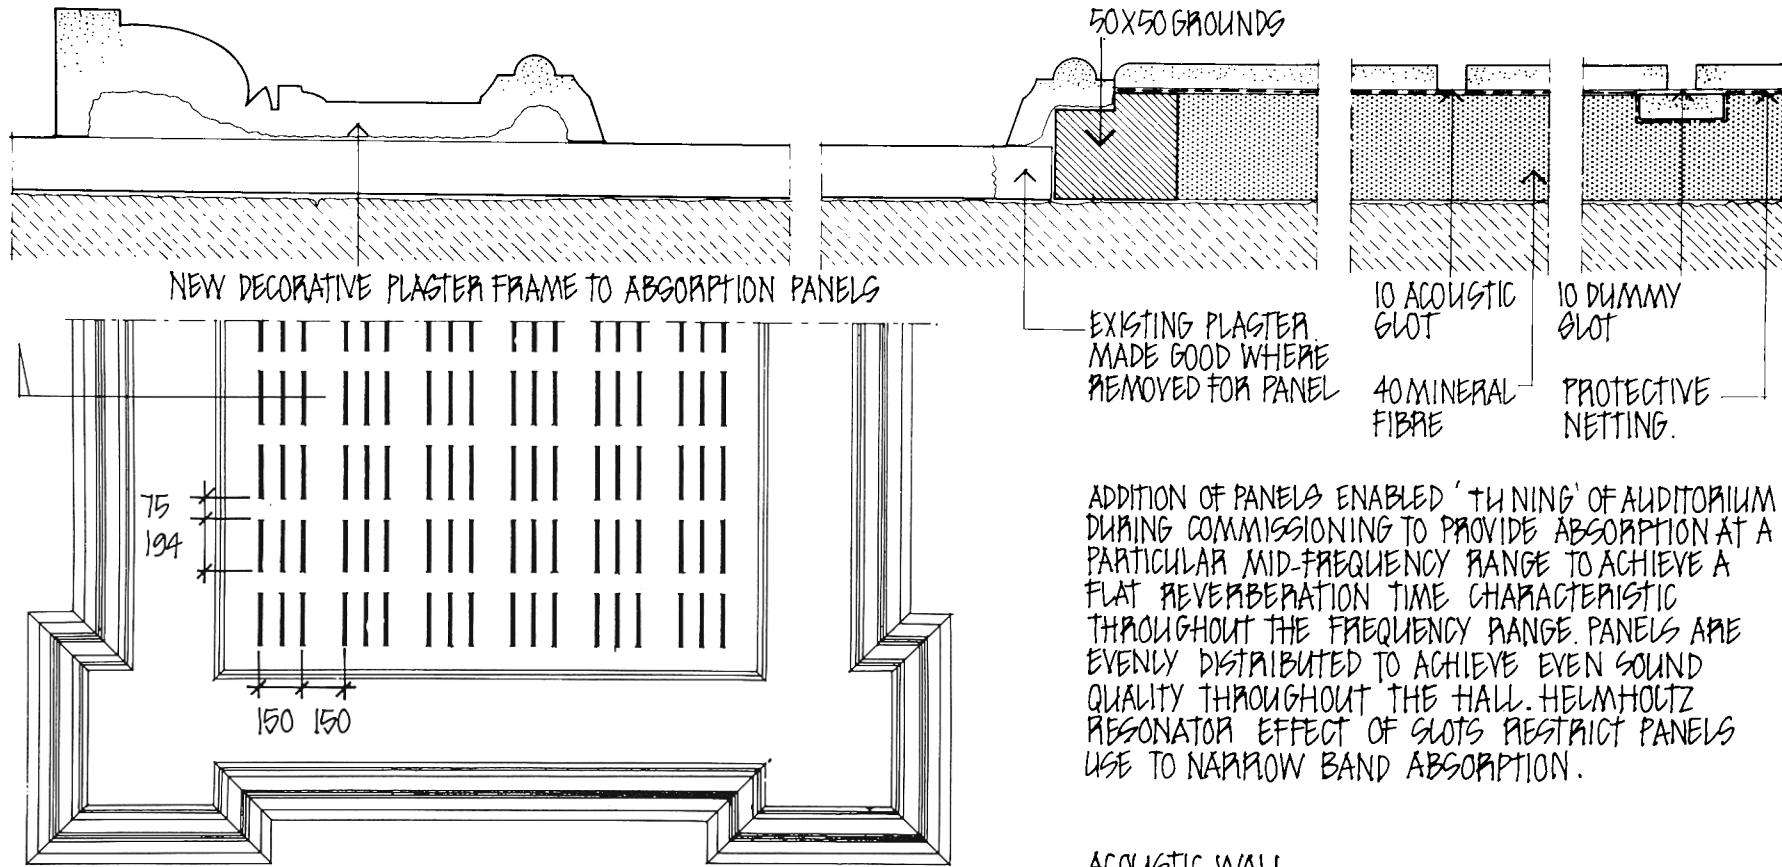 50X50 GROUNDS
NEW DECORATIVE PLASTER FRAME TO ABSORPTION PANELS
EXISTING PLASTER
MADE GOOD WHERE
REMOVED FOR PANEL
10 ACOUSTIC
SLOT
40 MINERAL
FIBRE
10 DUMMY
SLOT
PROTECTIVE
NETTING.
75
194
150 150
ADDITION OF PANELS ENABLED 'TUNING' OF AUDITORIUM
DURING COMMISSIONING TO PROVIDE ABSORPTION AT A
PARTICULAR MID-FREQUENCY RANGE TO ACHIEVE A
FLAT REVERBERATION TIME CHARACTERISTIC
THROUGHOUT THE FREQUENCY RANGE. PANELS ARE
EVENLY DISTRIBUTED TO ACHIEVE EVEN SOUND
QUALITY THROUGHOUT THE HALL. HELMHOLTZ
RESONATOR EFFECT OF SLOTS RESTRICT PANELS
USE TO NARROW BAND ABSORPTION.
ACOUSTIC WALL